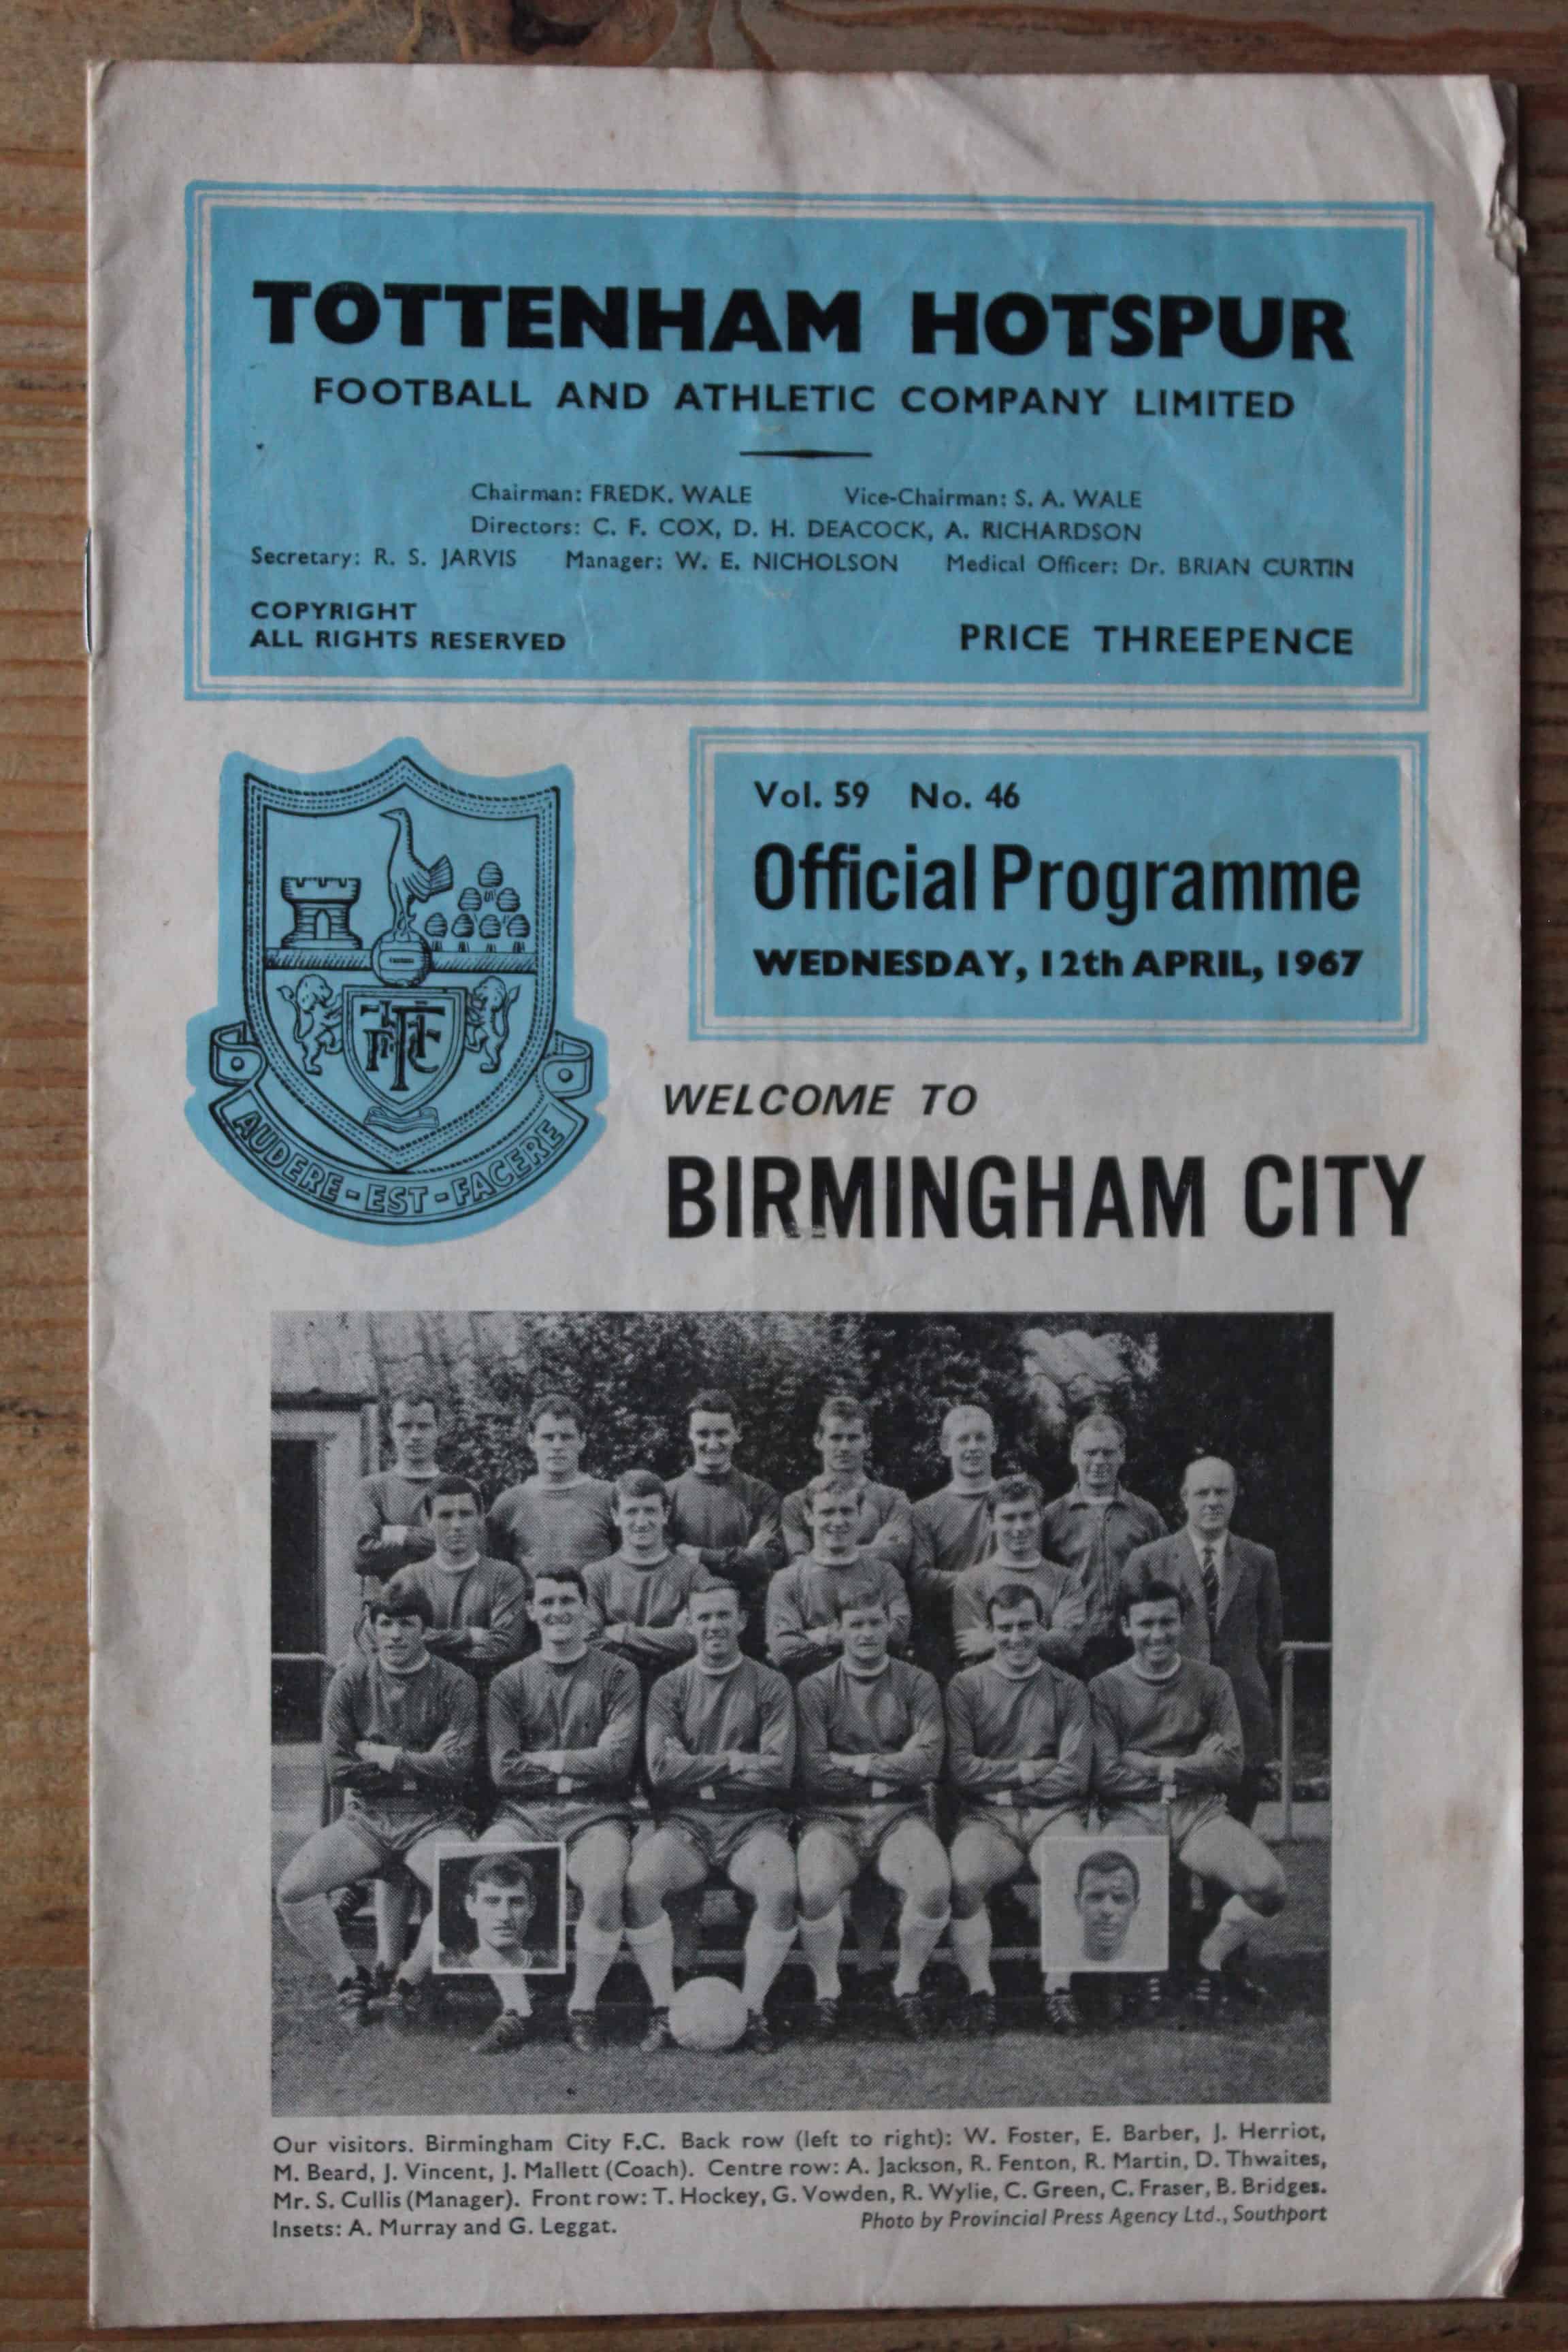 TOTTENHAM HOTSPUR
FOOTBALL AND ATHLETIC COMPANY LIMITED
Chairman: FREDK. WALE Vice-Chairman: S. A. WALE
Directors: C. F. COX, D. H. DEACOCK, A. RICHARDSON
Secretary: R. S. JARVIS Manager: W. E. NICHOLSON Medical Officer: Dr. BRIAN CURTIN
COPYRIGHT
ALL RIGHTS RESERVED
PRICE THREEPENCE
Vol. 59 No. 46
Official Programme
WEDNESDAY, 12th APRIL, 1967
AUDERE-EST-FACERE
WELCOME TO
BIRMINGHAM CITY
Our visitors. Birmingham City F.C. Back row (left to right): W. Foster, E. Barber, J. Herriot,
M. Beard, J. Vincent, J. Mallett (Coach). Centre row: A. Jackson, R. Fenton, R. Martin, D. Thwaites,
Mr. S. Cullis (Manager). Front row: T. Hockey, G. Vowden, R. Wylie, C. Green, C. Fraser, B. Bridges.
Insets: A. Murray and G. Leggat. Photo by Provincial Press Agency Ltd., Southport